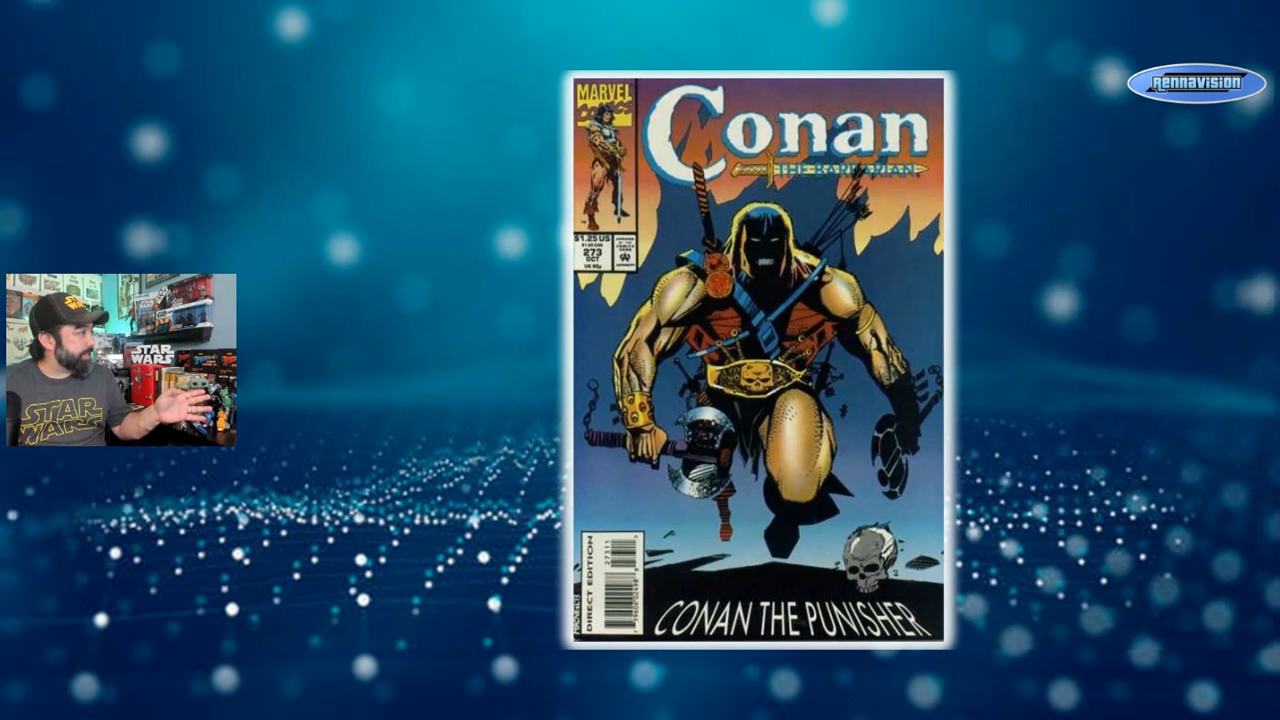 RENNAVISION
MARVEL
COMICS
Conan
THE BARBARIAN
$1.25 US
273
OCT
DIRECT EDITION
CONAN THE PUNISHER
STAR
WARS
STAR
WARS